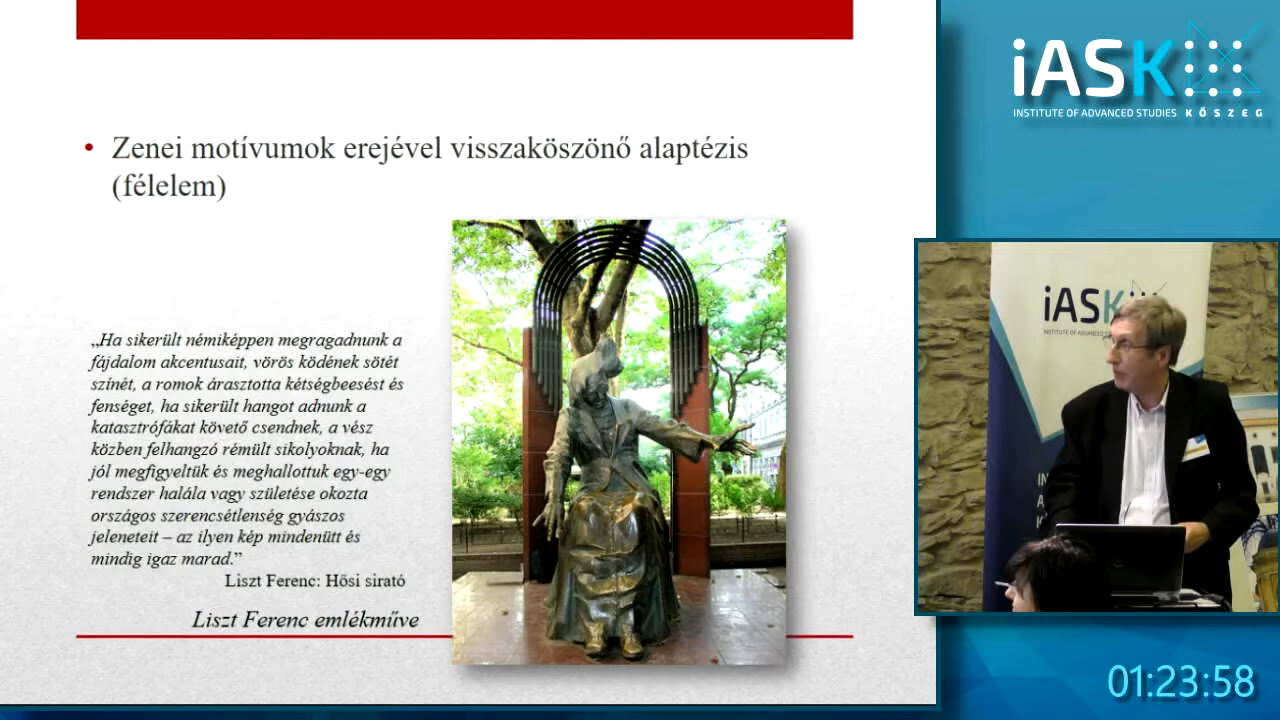 • Zenei motívumok erejével visszaköszönő alaptézis
(félelem)
„Ha sikerült némiképpen megragadnunk a
fájdalom akcentusait, vörös ködének sötét
színét, a romok árasztotta kétségbeesést és
fenséget, ha sikerült hangot adnunk a
katasztrófákat követő csendnek, a vész
közben felhangzó rémült sikolyoknak, ha
jól megfigyeltük és meghallottuk egy-egy
rendszer halála vagy születése okozta
országos szerencsétlenség gyászos
jeleneteit – az ilyen kép mindenütt és
mindig igaz marad.”
Liszt Ferenc: Hősi sirató
Liszt Ferenc emlékműve
iASK
INSTITUTE OF ADVANCED STUDIES KŐSZEG
iASK
INSTITUTE OF ADVANCED
01:23:58